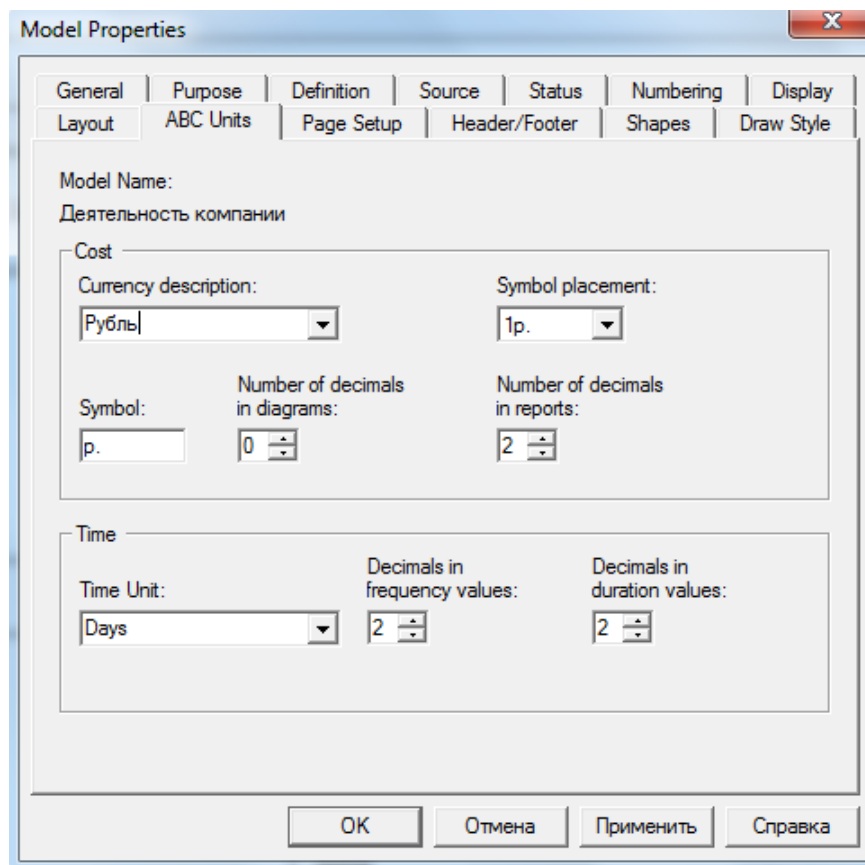 Model Properties
General Purpose Definition Source Status Numbering Display
Layout ABC Units Page Setup Header/Footer Shapes Draw Style
Model Name:
Деятельность компании
Cost
Currency description: Symbol placement:
Рубль 1р.
Number of decimals Number of decimals
Symbol: in diagrams: in reports:
р. 0 2
Time
Decimals in Decimals in
Time Unit: frequency values: duration values:
Days 2 2
OK Отмена Применить Справка